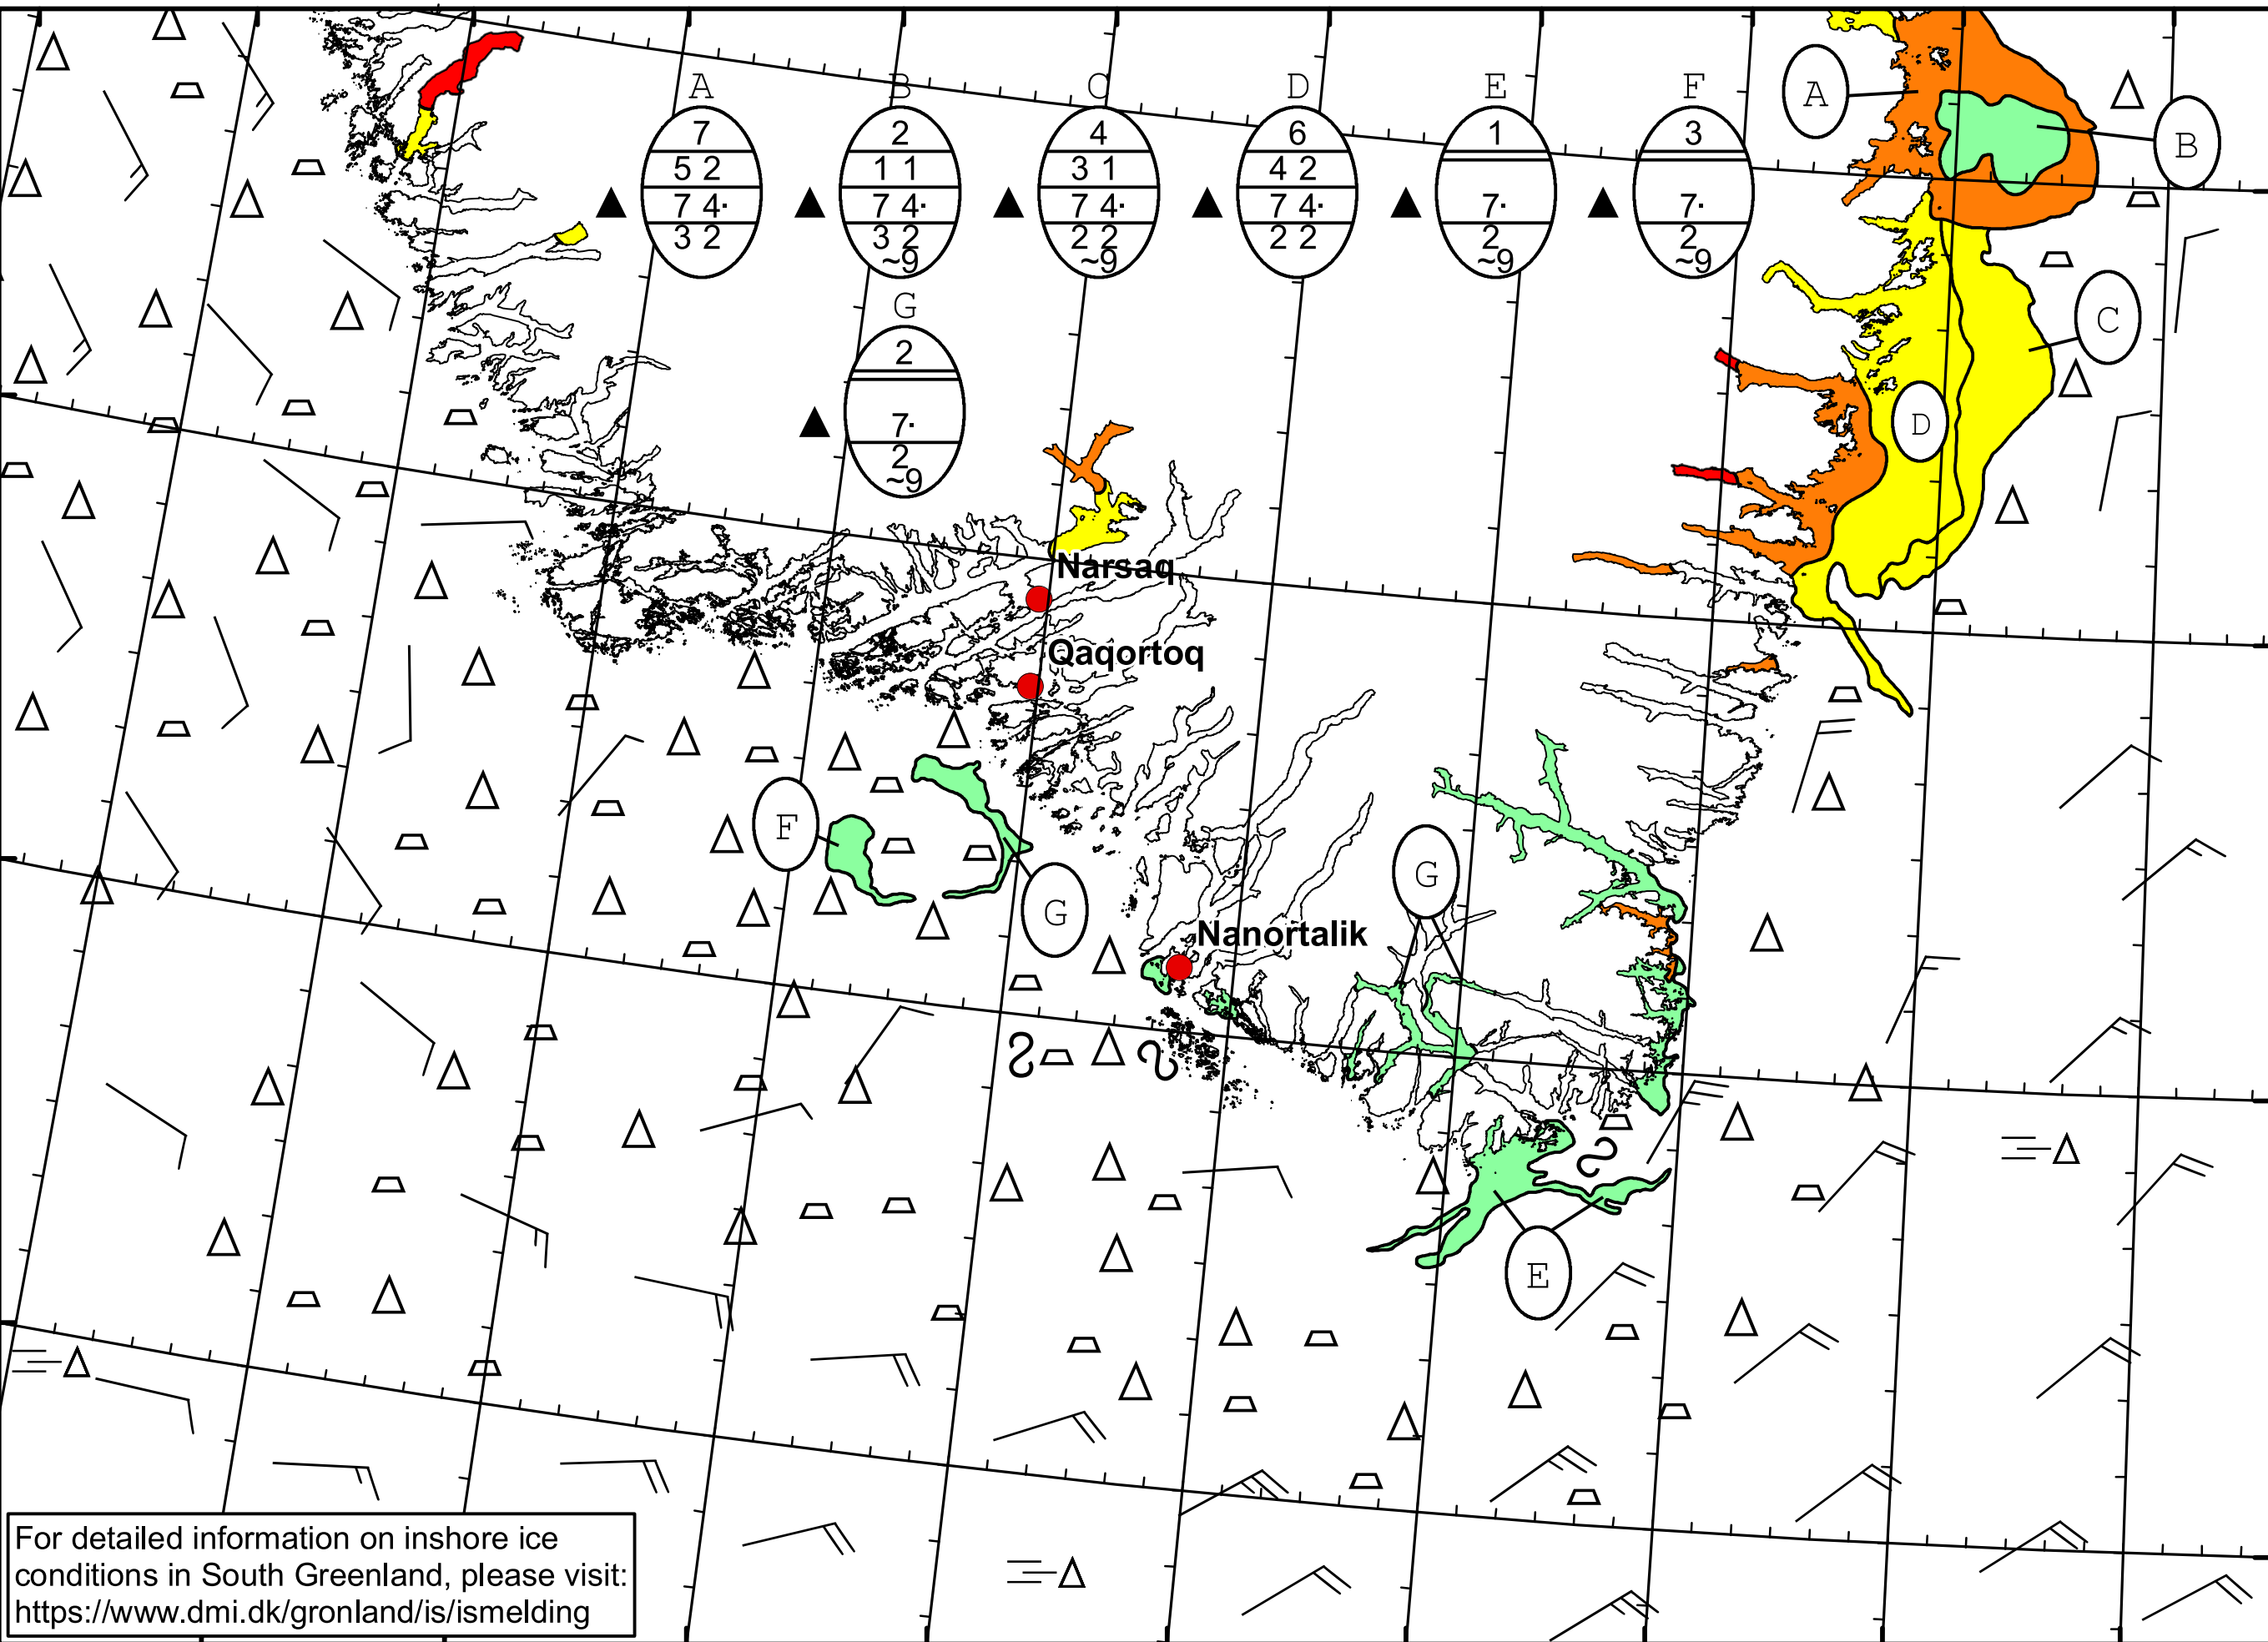 A B C D E F
7 2 4 6 1 3
5 2 1 1 3 1 4 2
7 4· 7 4· 7 4· 7 4· 7· 7·
3 2 3 2 2 2 2 2 2 2
~9 ~9 ~9 ~9
G
2
7·
2
~9
A
B
C
D
Narsaq
Qaqortoq
F
G
G
Nanortalik
E
For detailed information on inshore ice
conditions in South Greenland, please visit:
https://www.dmi.dk/gronland/is/ismelding